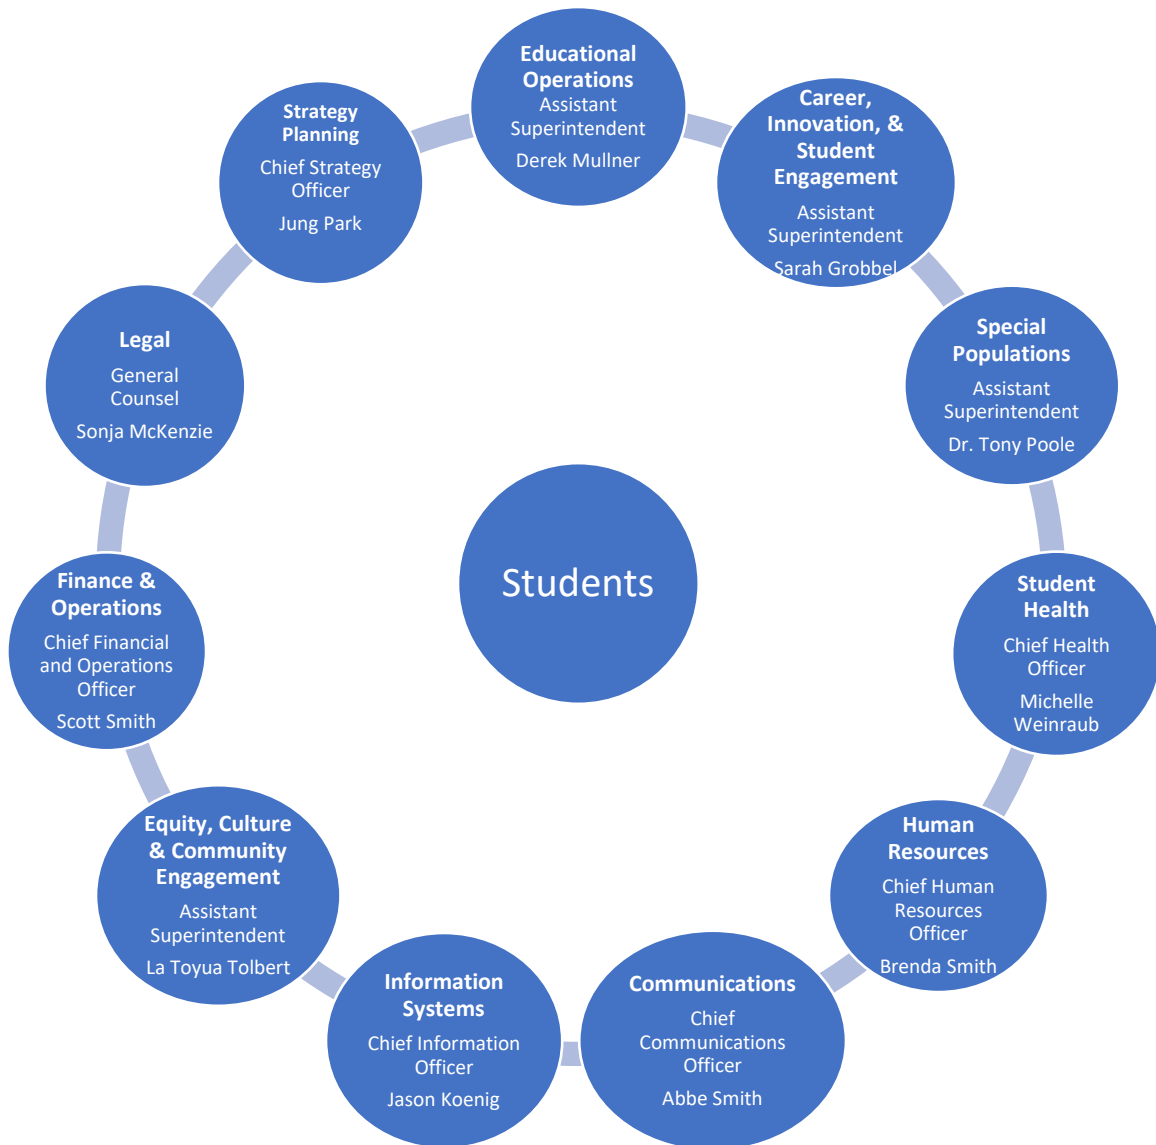 Educational
Operations
Assistant
Superintendent
Derek Mullner
Career,
Innovation, &
Student
Engagement
Assistant
Superintendent
Sarah Grobbel
Special
Populations
Assistant
Superintendent
Dr. Tony Poole
Student
Health
Chief Health
Officer
Michelle
Weinraub
Human
Resources
Chief Human
Resources
Officer
Brenda Smith
Communications
Chief
Communications
Officer
Abbe Smith
Information
Systems
Chief Information
Officer
Jason Koenig
Equity, Culture
& Community
Engagement
Assistant
Superintendent
La Toyua Tolbert
Finance &
Operations
Chief Financial
and Operations
Officer
Scott Smith
Legal
General
Counsel
Sonja McKenzie
Strategy
Planning
Chief Strategy
Officer
Jung Park
Students